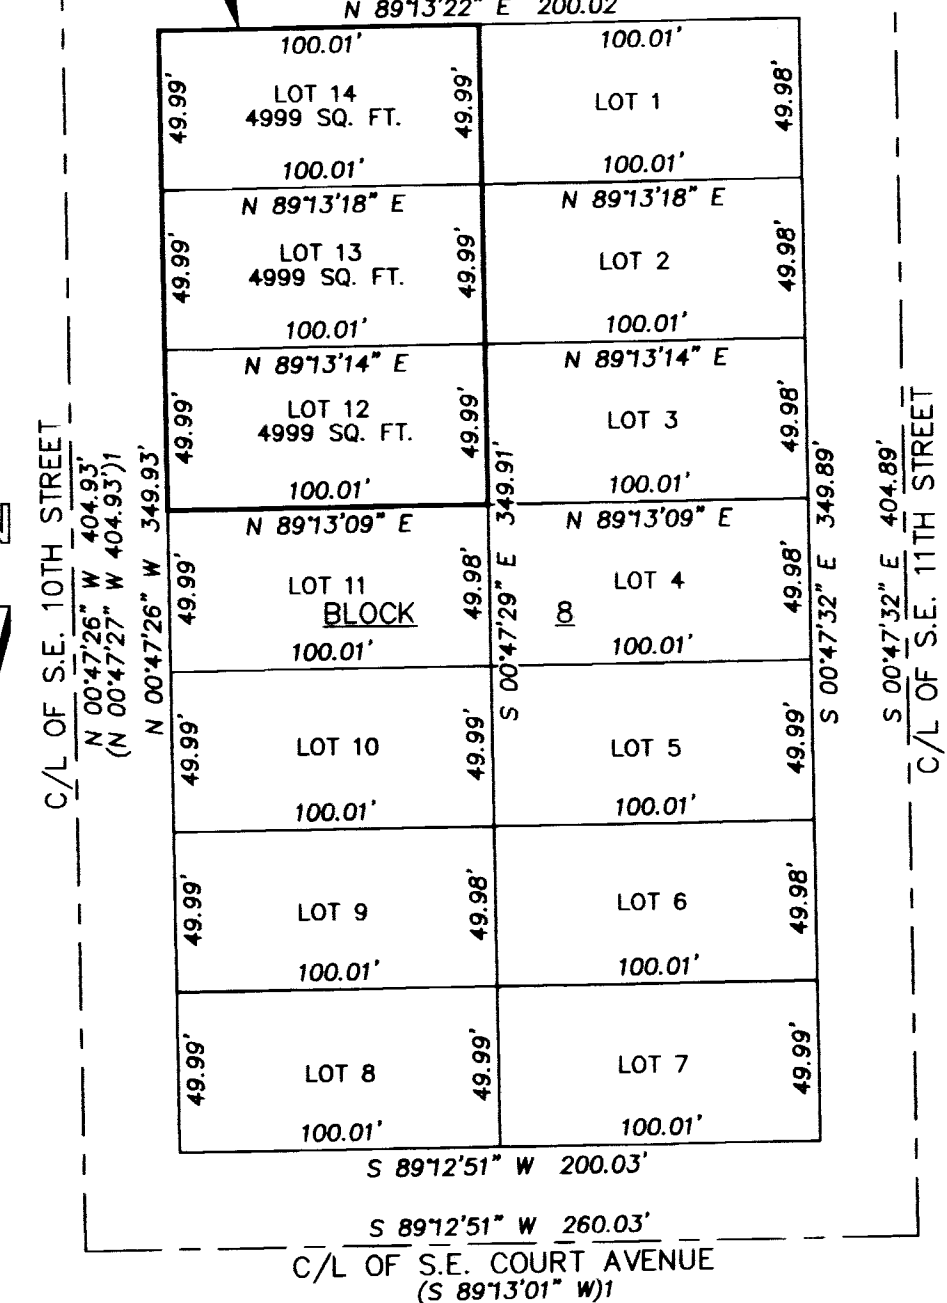 N 89°13'22" E 200.02'
100.01' 100.01'
49.99' 49.99' 49.98'
LOT 14 LOT 1
4999 SQ. FT.
100.01' 100.01'
N 89°13'18" E N 89°13'18" E
49.99' 49.99' 49.98'
LOT 13 LOT 2
4999 SQ. FT.
100.01' 100.01'
N 89°13'14" E N 89°13'14" E
49.99' 49.99' 49.98'
LOT 12 LOT 3
4999 SQ. FT.
100.01' 100.01'
N 89°13'09" E N 89°13'09" E
49.99' 49.98' 49.98'
LOT 11 LOT 4
BLOCK 8
100.01' 100.01'
C/L OF S.E. 10TH STREET
N 00°47'26" W 404.93'
(N 00°47'27" W 404.93')1
N 00°47'26" W 349.93'
S 00°47'29" E 349.91'
S 00°47'32" E 349.89'
S 00°47'32" E 404.89'
C/L OF S.E. 11TH STREET
49.99' 49.99' 49.99'
LOT 10 LOT 5
100.01' 100.01'
49.99' 49.98' 49.98'
LOT 9 LOT 6
100.01' 100.01'
49.99' 49.99' 49.99'
LOT 8 LOT 7
100.01' 100.01'
S 89°12'51" W 200.03'
S 89°12'51" W 260.03'
C/L OF S.E. COURT AVENUE
(S 89°13'01" W)1